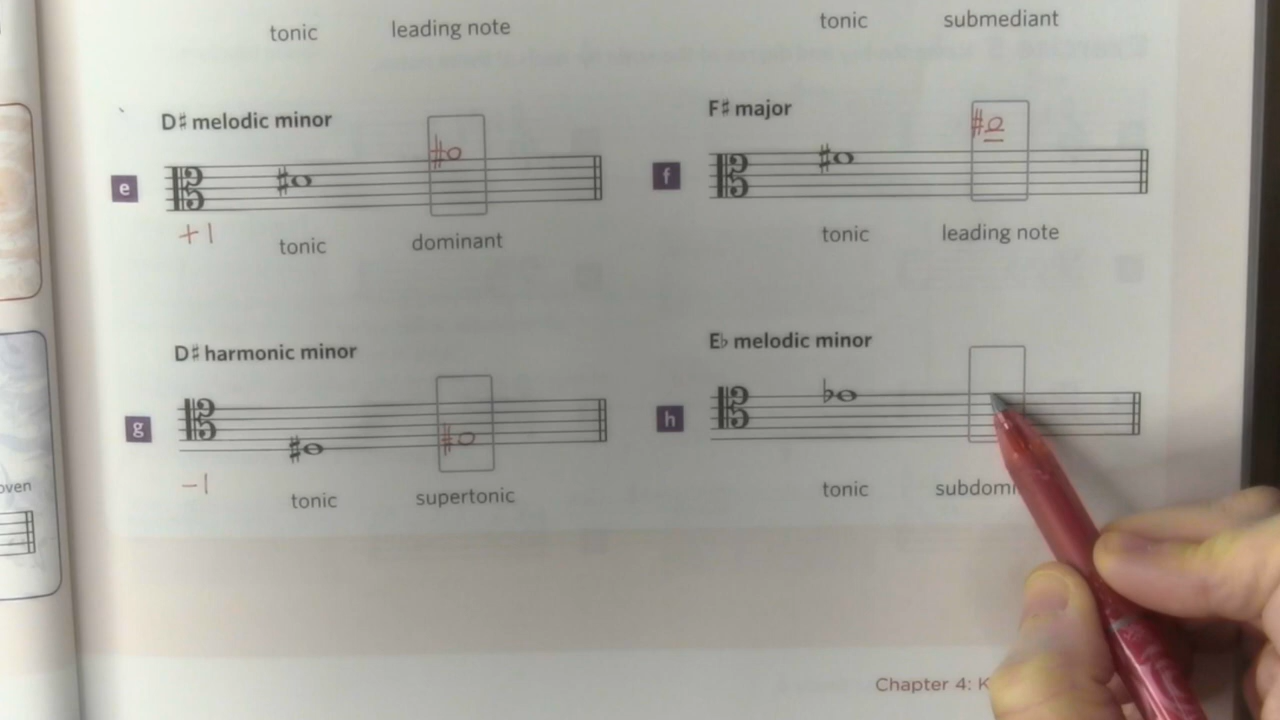 tonic leading note
tonic submediant
D♯ melodic minor
e
+1
tonic dominant
F♯ major
f
tonic leading note
D♯ harmonic minor
g
-1
tonic supertonic
E♭ melodic minor
h
tonic subdomi
oven
Chapter 4: K